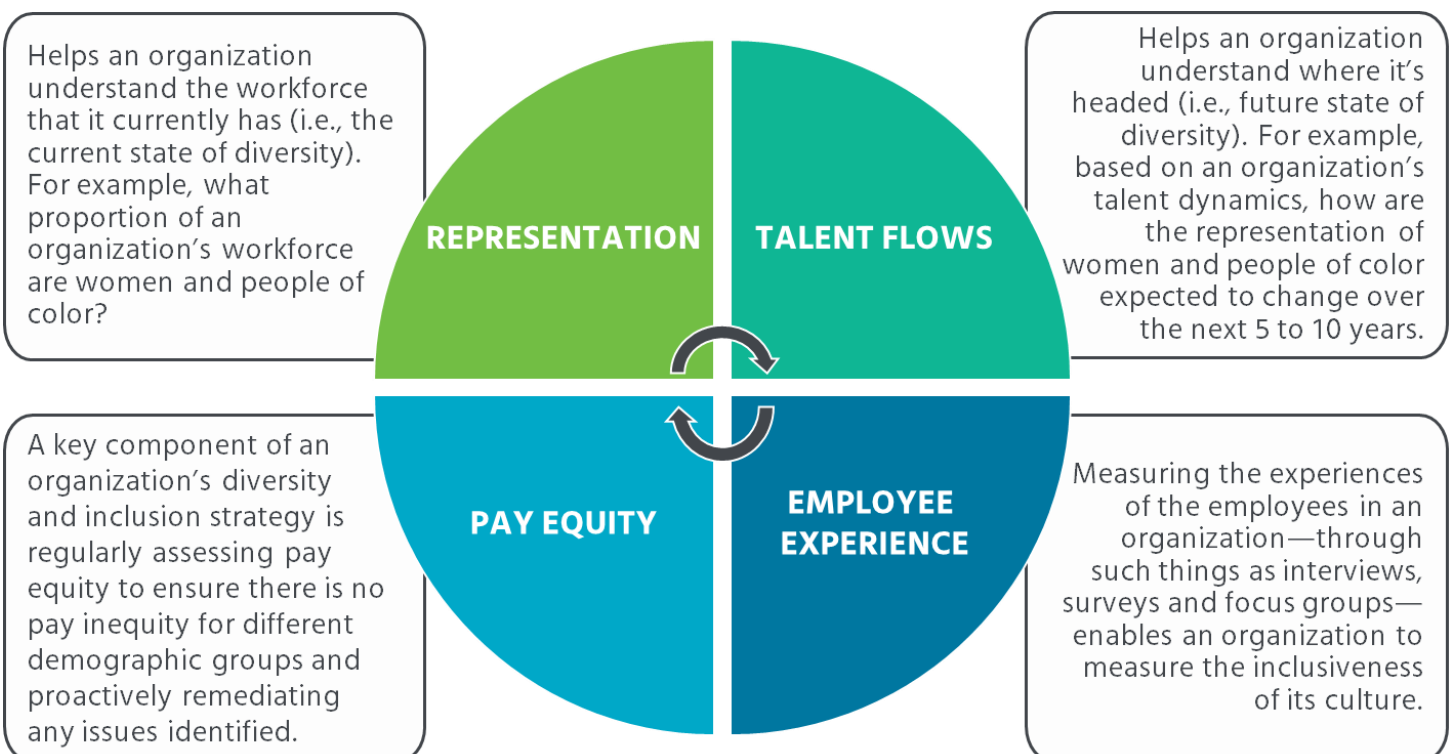 Helps an organization
understand the workforce
that it currently has (i.e., the
current state of diversity).
For example, what
proportion of an
organization's workforce
are women and people of
color?
REPRESENTATION
TALENT FLOWS
Helps an organization
understand where it's
headed (i.e., future state of
diversity). For example,
based on an organization's
talent dynamics, how are
the representation of
women and people of color
expected to change over
the next 5 to 10 years.
A key component of an
organization's diversity
and inclusion strategy is
regularly assessing pay
equity to ensure there is no
pay inequity for different
demographic groups and
proactively remediating
any issues identified.
PAY EQUITY
EMPLOYEE
EXPERIENCE
Measuring the experiences
of the employees in an
organization—through
such things as interviews,
surveys and focus groups—
enables an organization to
measure the inclusiveness
of its culture.